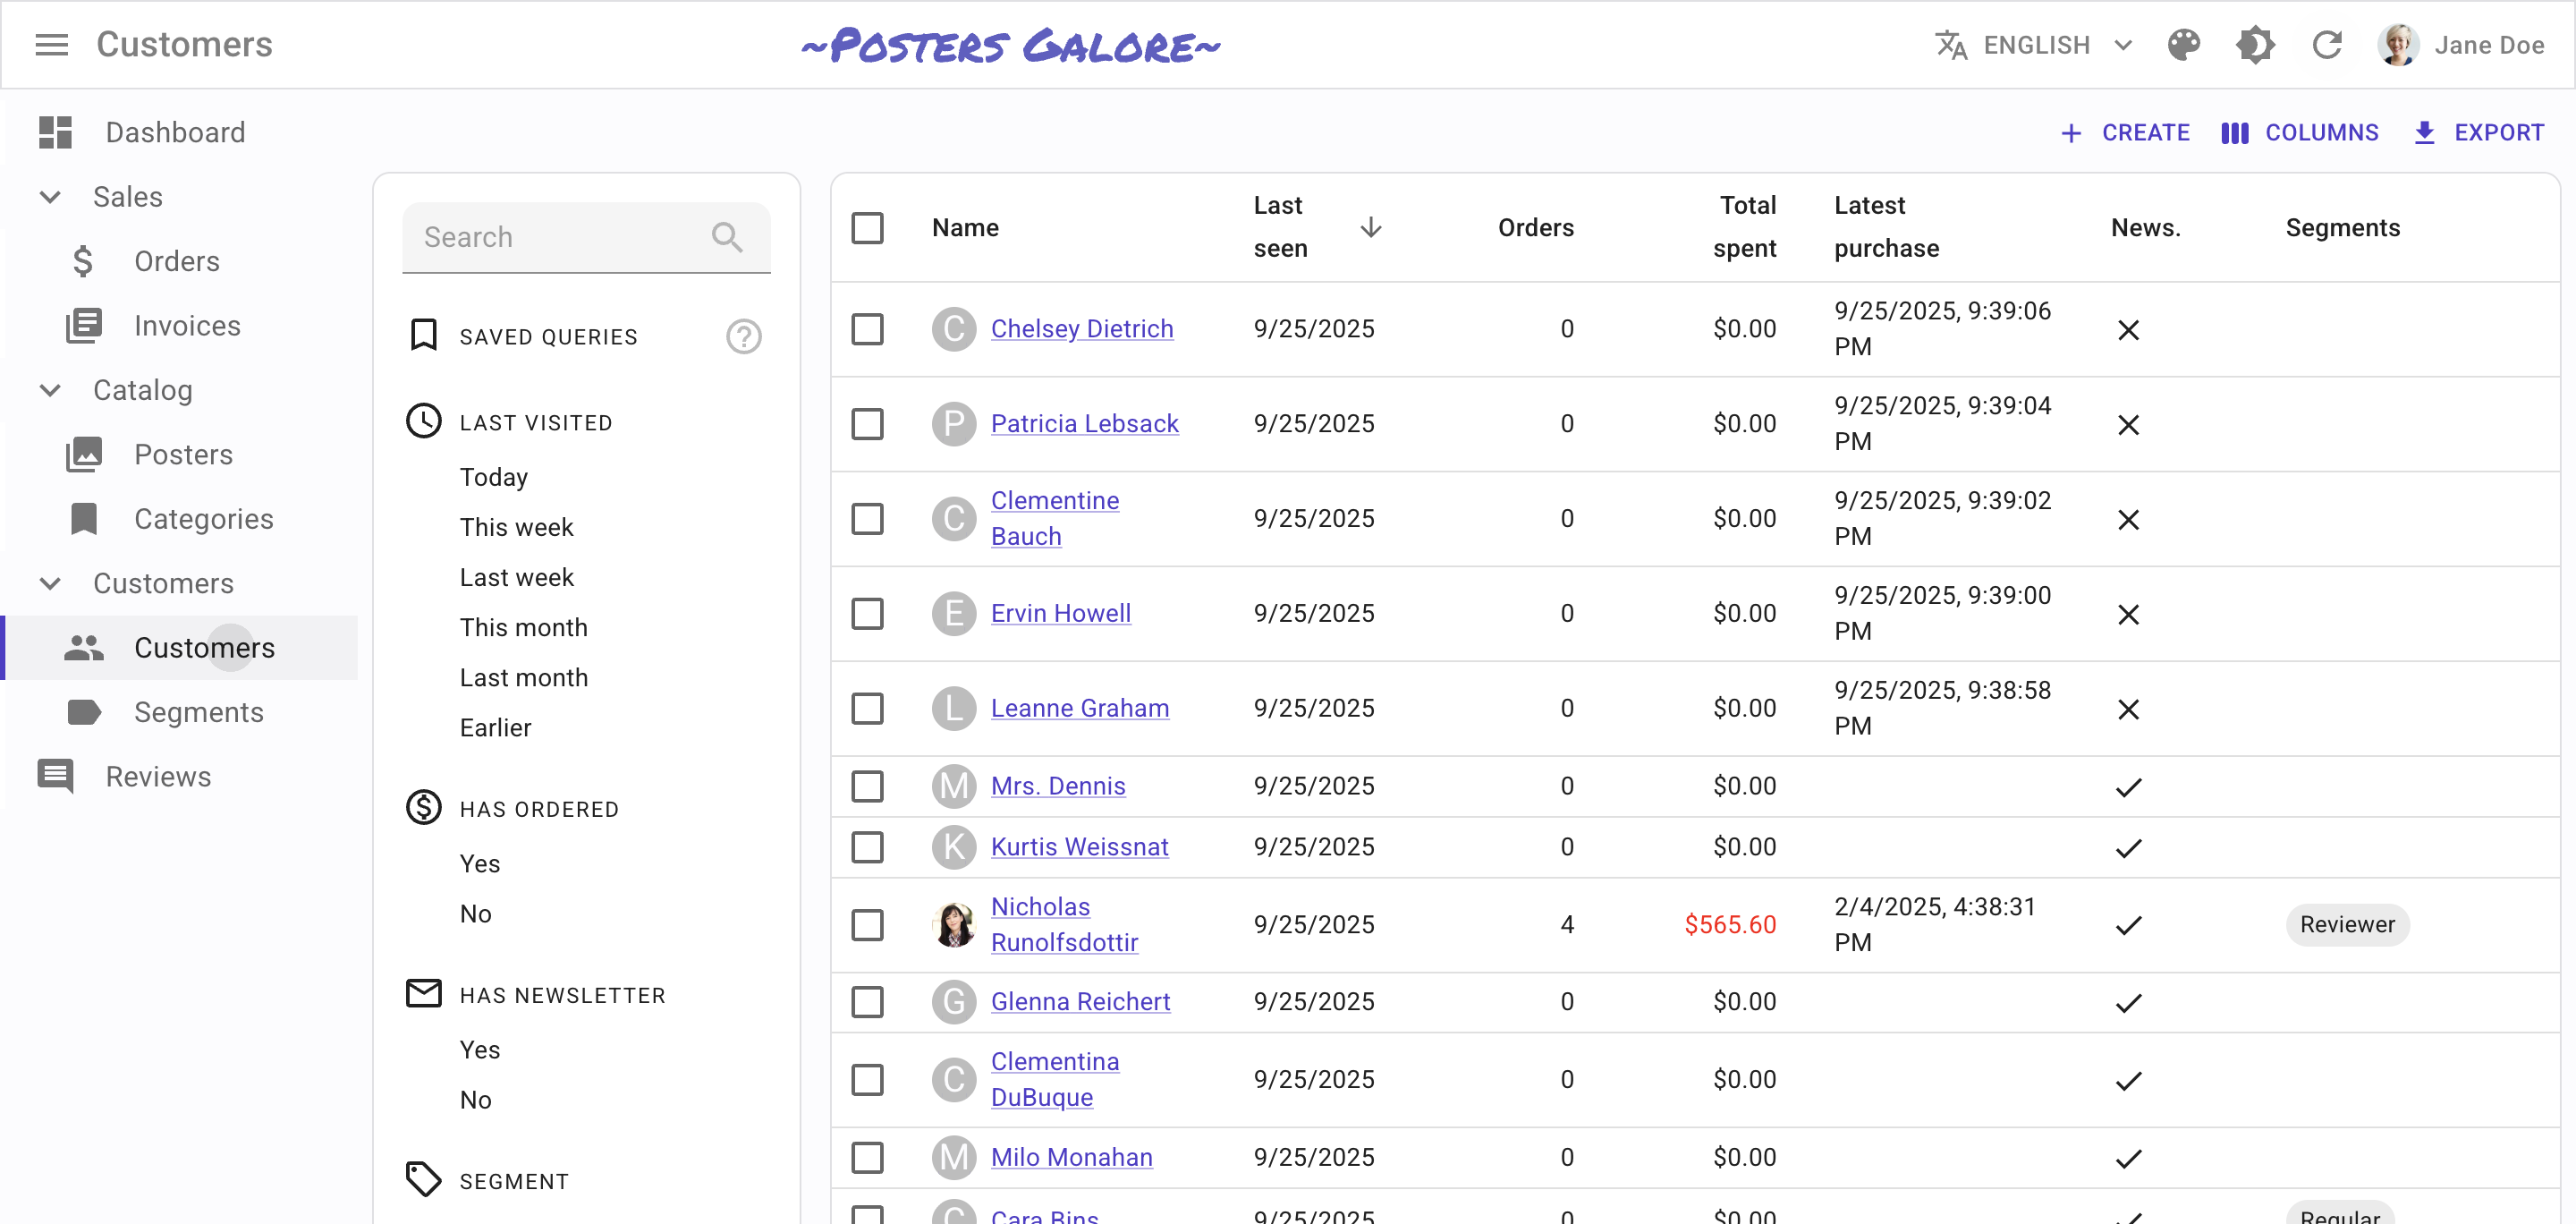 Customers
~Posters Galore~
ENGLISH
Jane Doe
Dashboard
Sales
Orders
Invoices
Catalog
Posters
Categories
Customers
Customers
Segments
Reviews
CREATE
COLUMNS
EXPORT
Search
SAVED QUERIES
LAST VISITED
Today
This week
Last week
This month
Last month
Earlier
HAS ORDERED
Yes
No
HAS NEWSLETTER
Yes
No
SEGMENT
Name
Last
seen
Orders
Total
spent
Latest
purchase
News.
Segments
C Chelsey Dietrich 9/25/2025 0 $0.00 9/25/2025, 9:39:06
PM
P Patricia Lebsack 9/25/2025 0 $0.00 9/25/2025, 9:39:04
PM
C Clementine
Bauch 9/25/2025 0 $0.00 9/25/2025, 9:39:02
PM
E Ervin Howell 9/25/2025 0 $0.00 9/25/2025, 9:39:00
PM
L Leanne Graham 9/25/2025 0 $0.00 9/25/2025, 9:38:58
PM
M Mrs. Dennis 9/25/2025 0 $0.00
K Kurtis Weissnat 9/25/2025 0 $0.00
Nicholas
Runolfsdottir 9/25/2025 4 $565.60 2/4/2025, 4:38:31
PM Reviewer
G Glenna Reichert 9/25/2025 0 $0.00
C Clementina
DuBuque 9/25/2025 0 $0.00
M Milo Monahan 9/25/2025 0 $0.00
C Cara Bins 9/25/2025 0 $0.00 Regular